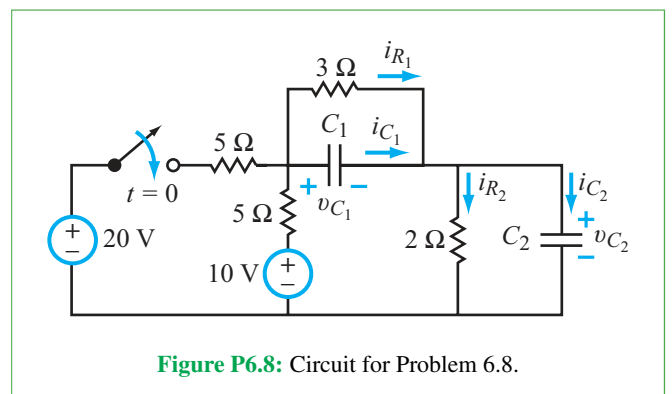 i_{R_1}
3 Ω
C_1
i_{C_1}
5 Ω
t = 0
+
−
v_{C_1}
i_{R_2}
i_{C_2}
5 Ω
+
−
20 V
2 Ω
C_2
+
−
v_{C_2}
10 V
+
−
Figure P6.8: Circuit for Problem 6.8.